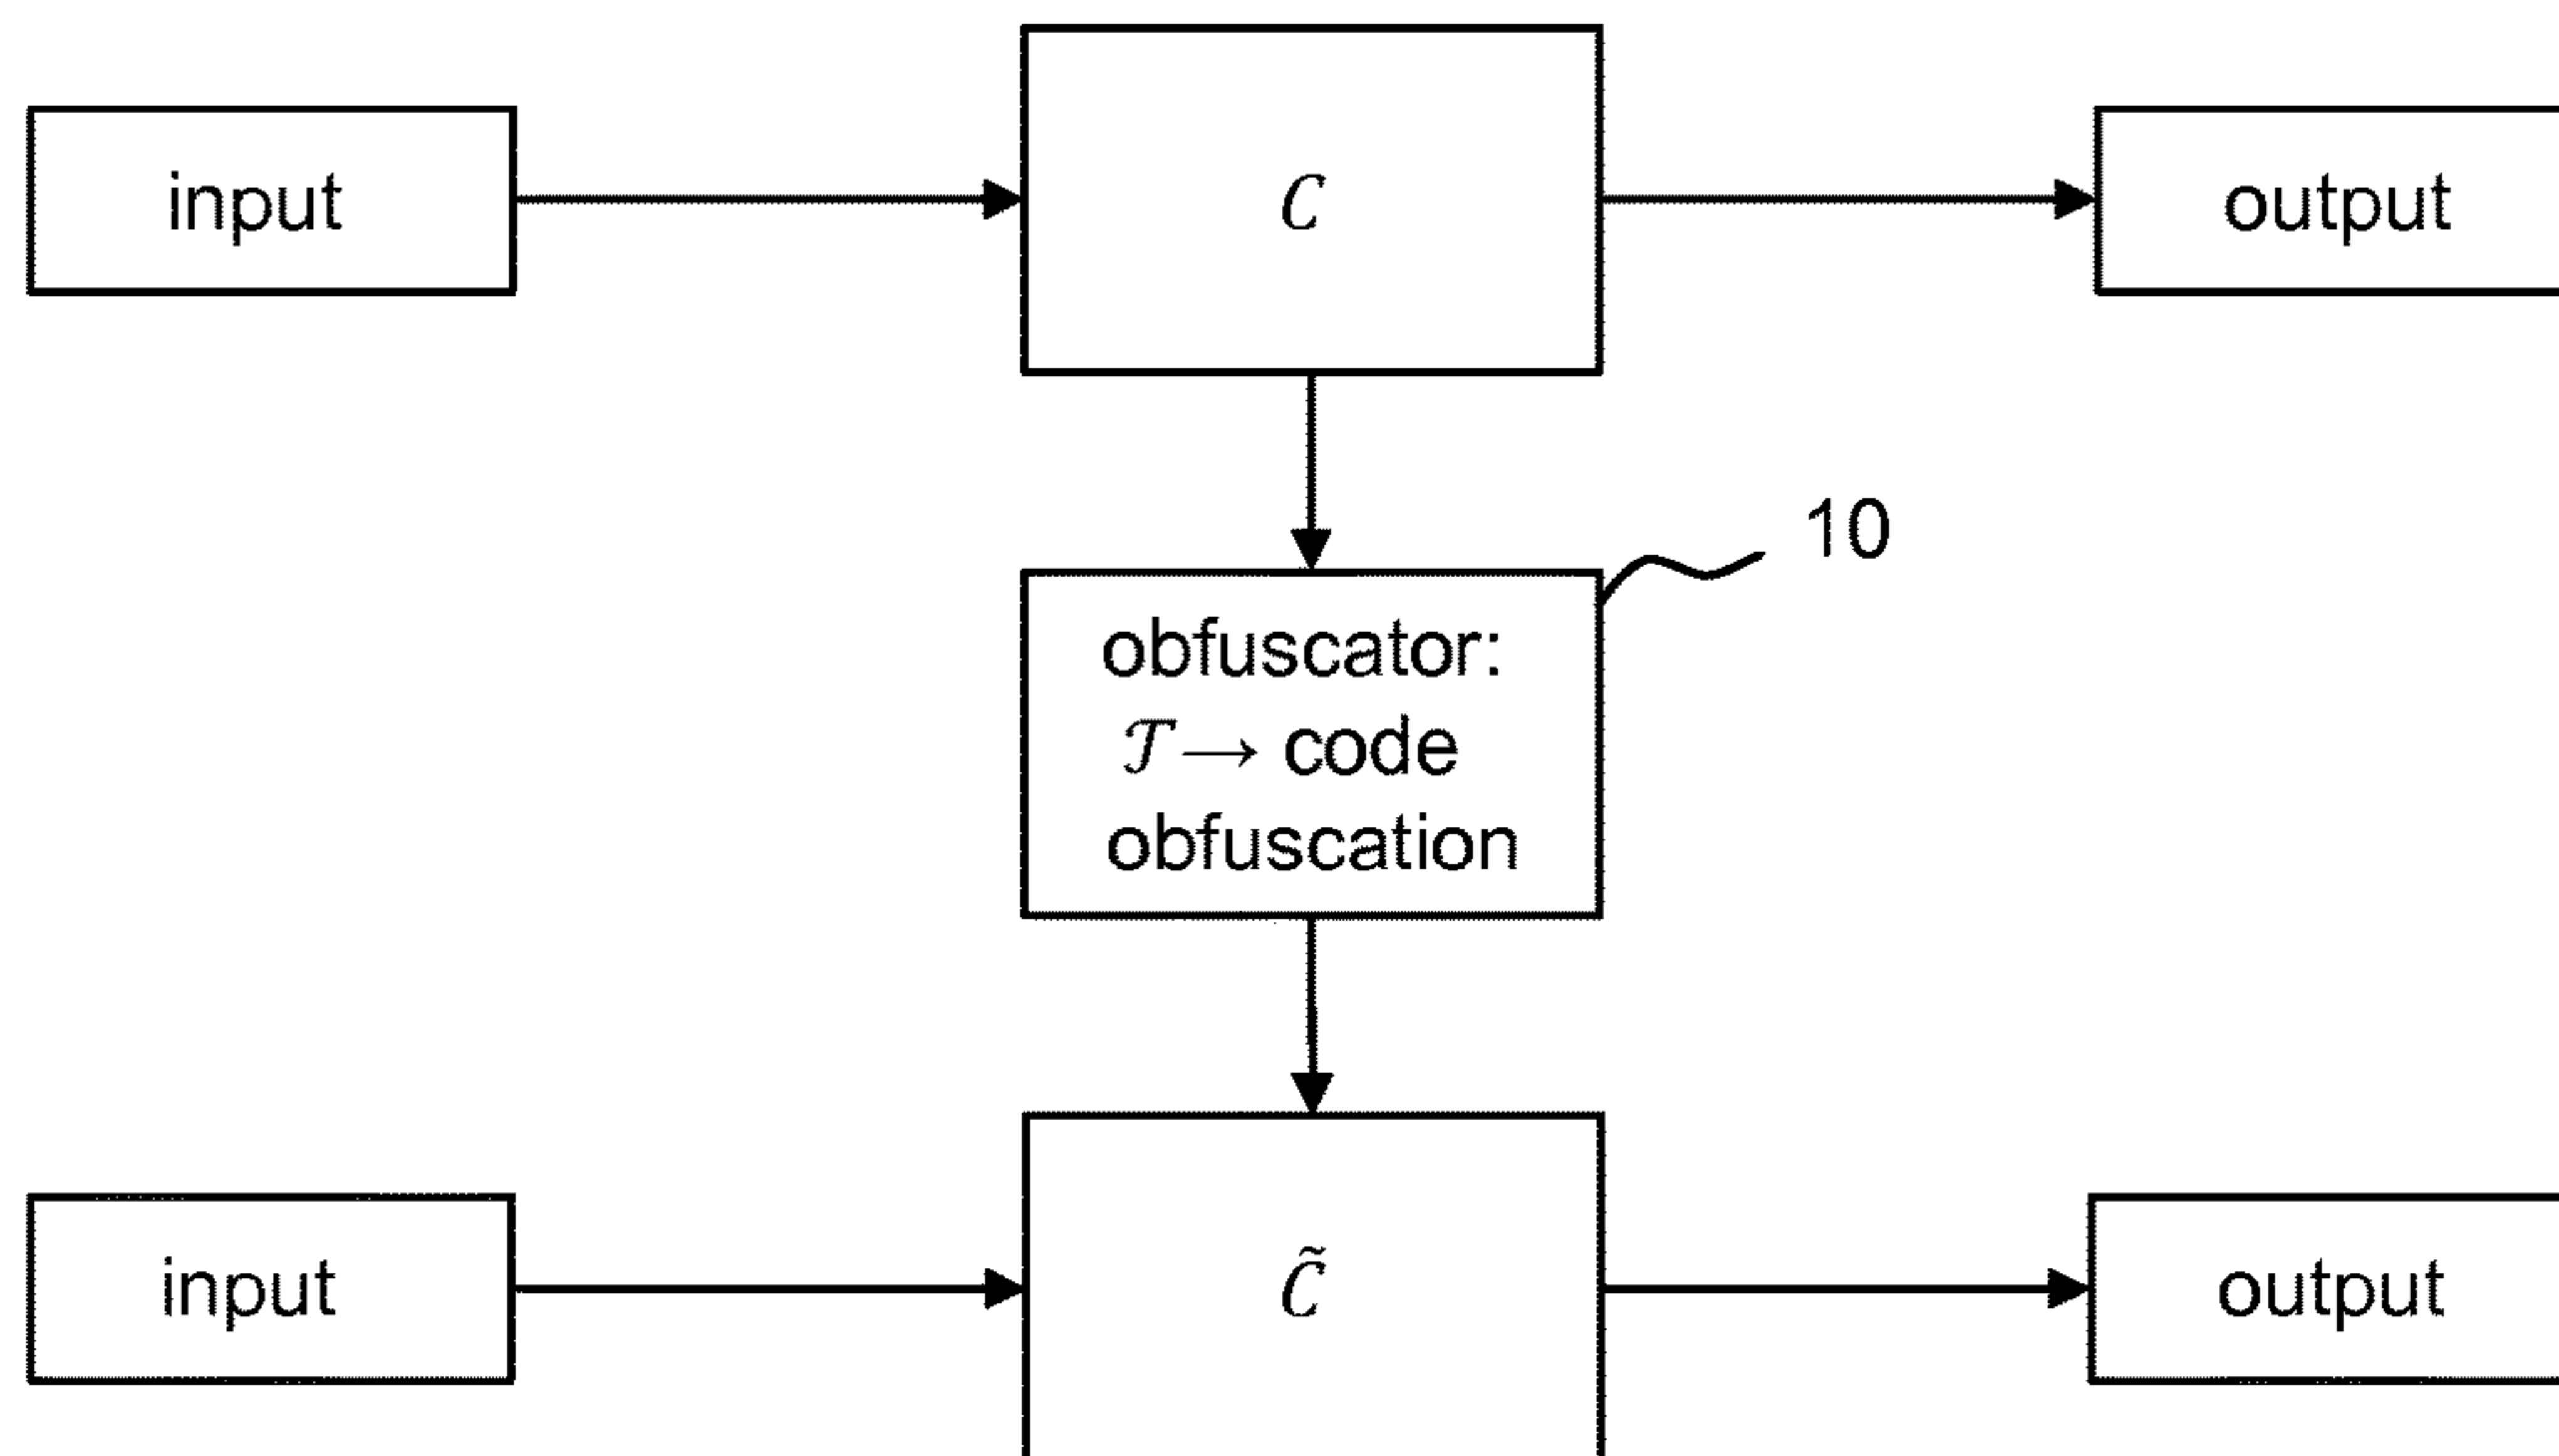 input
C
output
10
obfuscator:
𝒯 → code
obfuscation
input
C̃
output